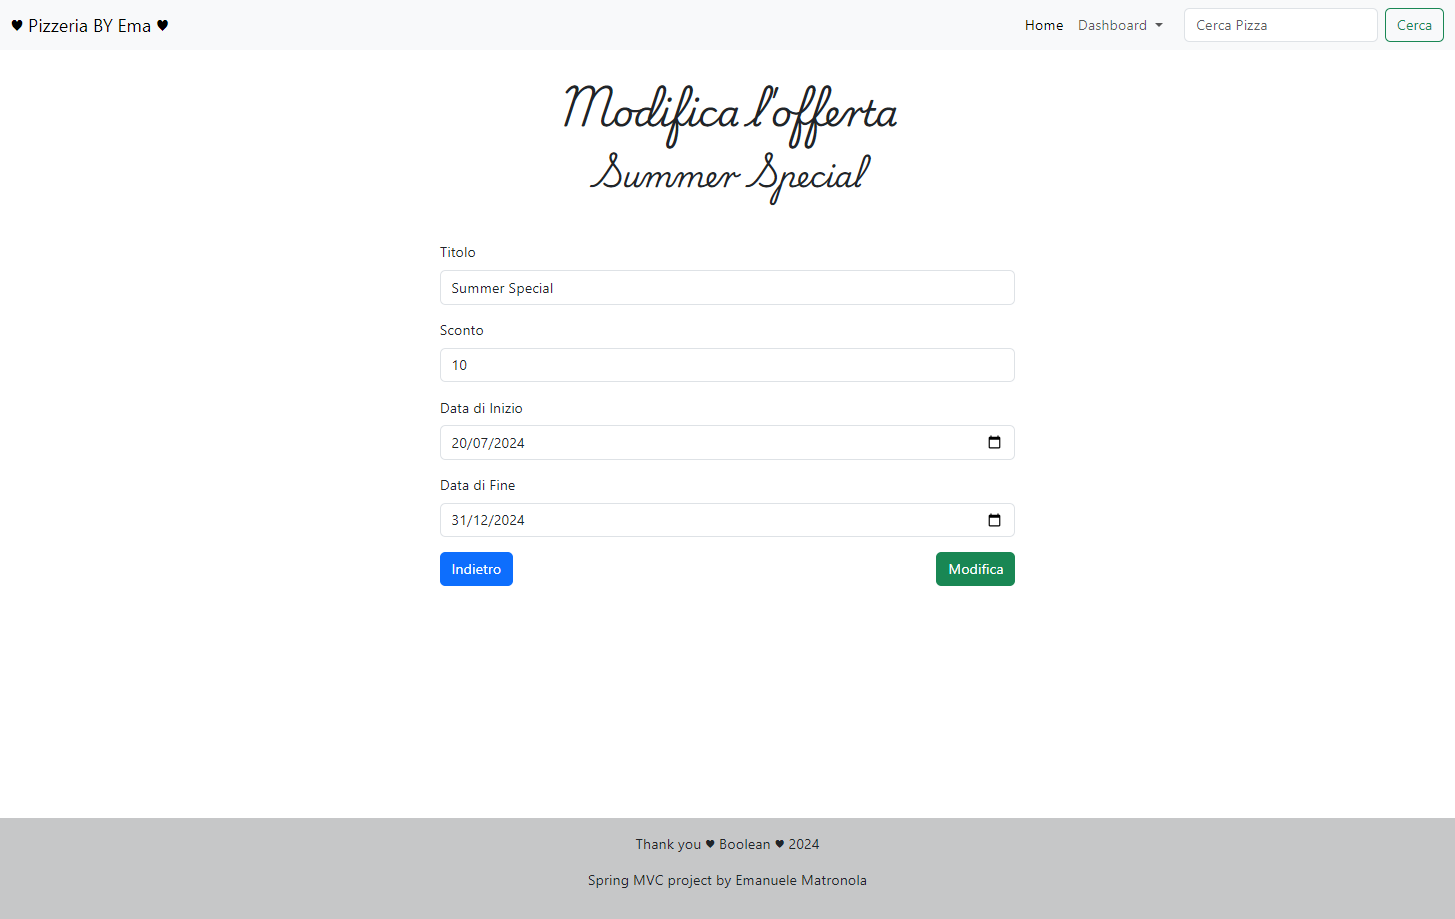 ♥ Pizzeria BY Ema ♥ Home Dashboard Cerca Pizza Cerca
Modifica l'offerta
Summer Special
Titolo
Summer Special
Sconto
10
Data di Inizio
20/07/2024
Data di Fine
31/12/2024
Indietro Modifica
Thank you ♥ Boolean ♥ 2024
Spring MVC project by Emanuele Matronola